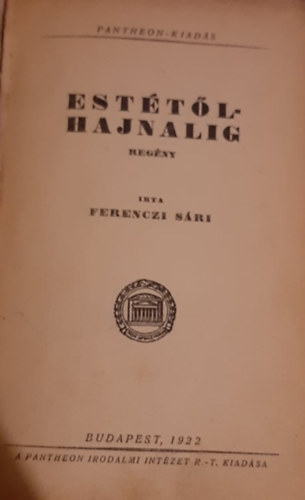 PANTHEON-KIADÁS
ESTÉTŐL-
HAJNALIG
REGÉNY
IRTA
FERENCZI SÁRI
BUDAPEST, 1922
A PANTHEON IRODALMI INTÉZET R.-T. KIADÁSA